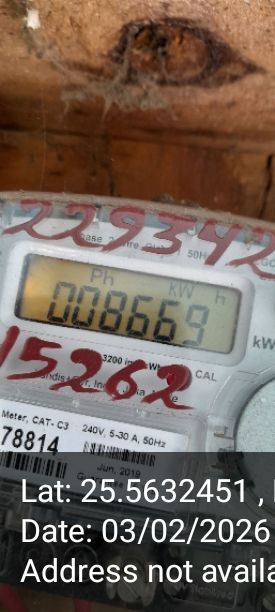 229342
Ph kW h
008669
kW
15262
3200 im
CAL
Meter, CAT- C3
240V, 5-30 A, 50Hz
78814
Jun, 2019
Lat: 25.5632451 ,
Date: 03/02/2026
Address not availa